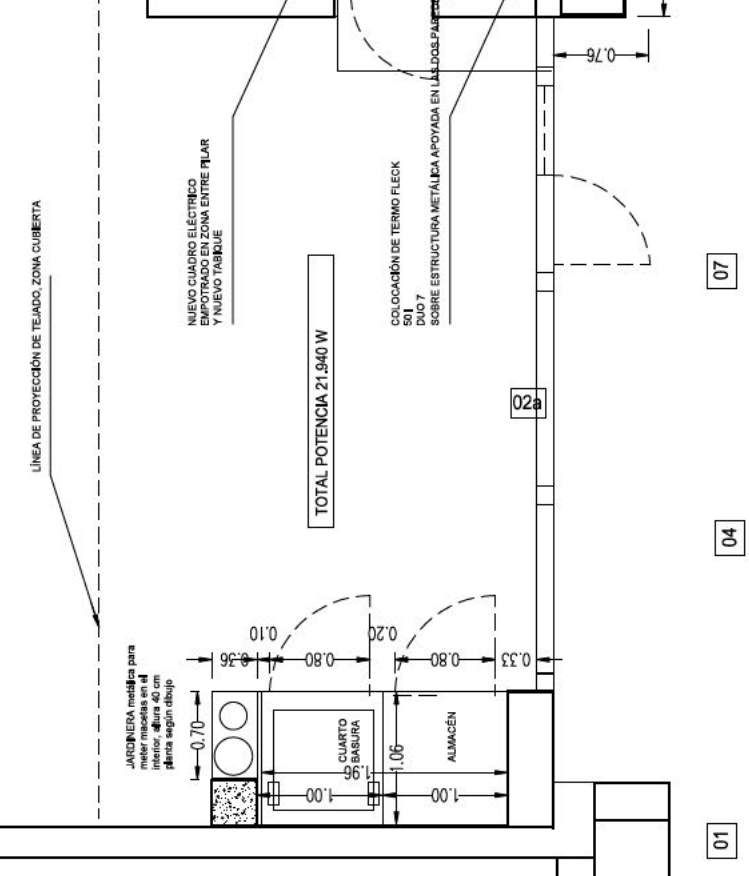 0.76
LÍNEA DE PROYECCIÓN DE TEJADO, ZONA CUBIERTA
NUEVO CUADRO ELÉCTRICO
EMPOTRADO EN ZONA ENTRE PILAR
Y NUEVO TABIQUE
COLOCACIÓN DE TERMO FLECK
50 l
DUO 7
SOBRE ESTRUCTURA METÁLICA APOYADA EN LAS DOS PAREDE
TOTAL POTENCIA 21.940 W
02a
07
04
01
JARDINERA metálica para
meter macetas en el
interior, altura 40 cm
planta según dibujo
0.10
0.20
0.36
0.80
0.80
0.33
0.70
CUARTO
BASURA
ALMACÉN
1.96
1.06
1.00
1.00